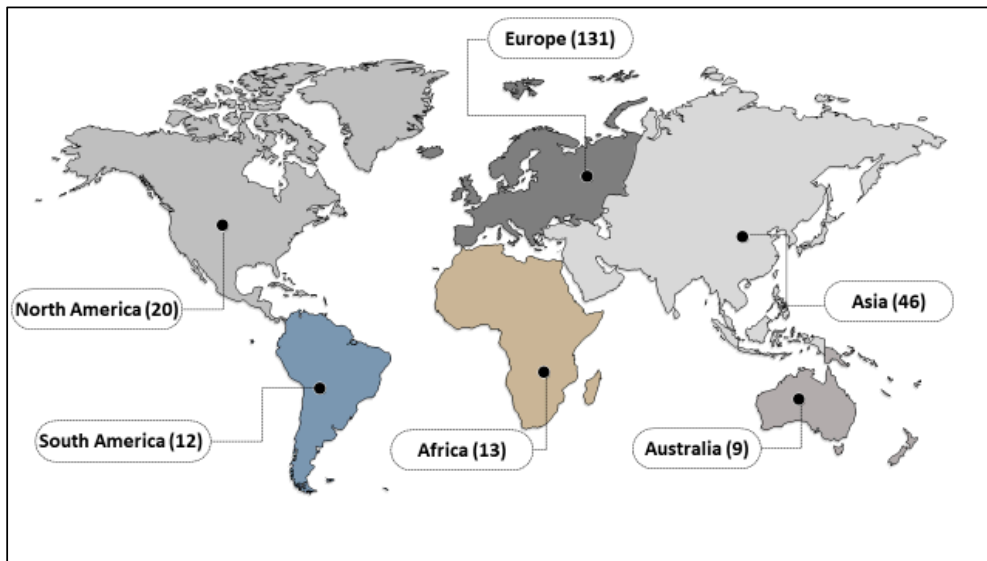 Europe (131)
North America (20)
Asia (46)
South America (12)
Africa (13)
Australia (9)